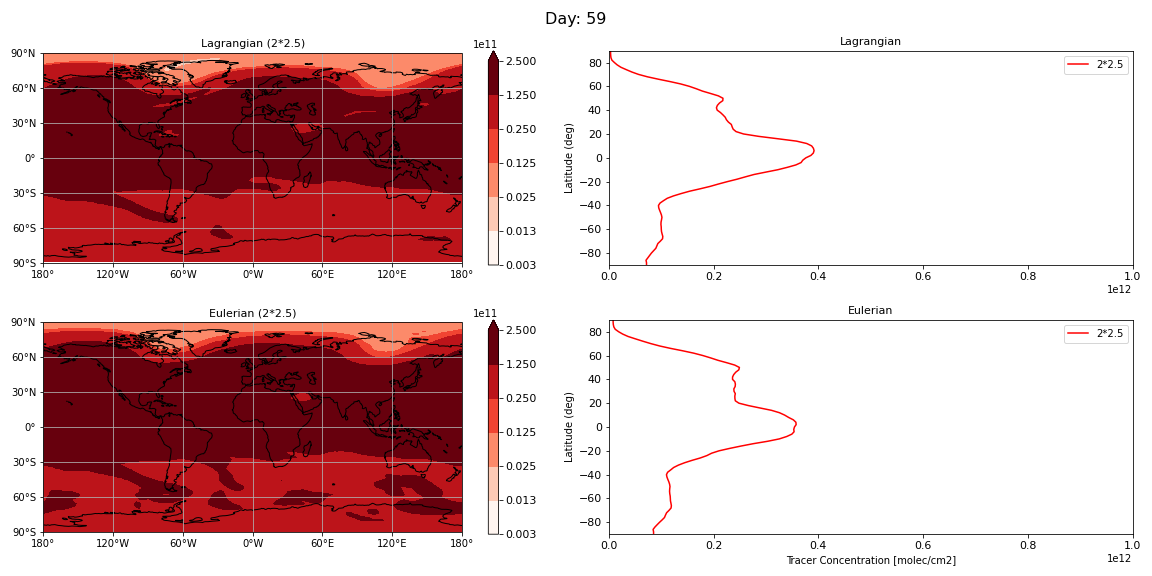 Day: 59
Lagrangian (2*2.5)
1e11
90°N
60°N
30°N
0°
30°S
60°S
90°S
180° 120°W 60°W 0°W 60°E 120°E 180°
2.500
1.250
0.250
0.125
0.025
0.013
0.003
Lagrangian
2*2.5
Latitude (deg)
80
60
40
20
0
−20
−40
−60
−80
0.0 0.2 0.4 0.6 0.8 1.0
1e12
Eulerian (2*2.5)
1e11
90°N
60°N
30°N
0°
30°S
60°S
90°S
180° 120°W 60°W 0°W 60°E 120°E 180°
2.500
1.250
0.250
0.125
0.025
0.013
0.003
Eulerian
2*2.5
Latitude (deg)
80
60
40
20
0
−20
−40
−60
−80
0.0 0.2 0.4 0.6 0.8 1.0
Tracer Concentration [molec/cm2]
1e12